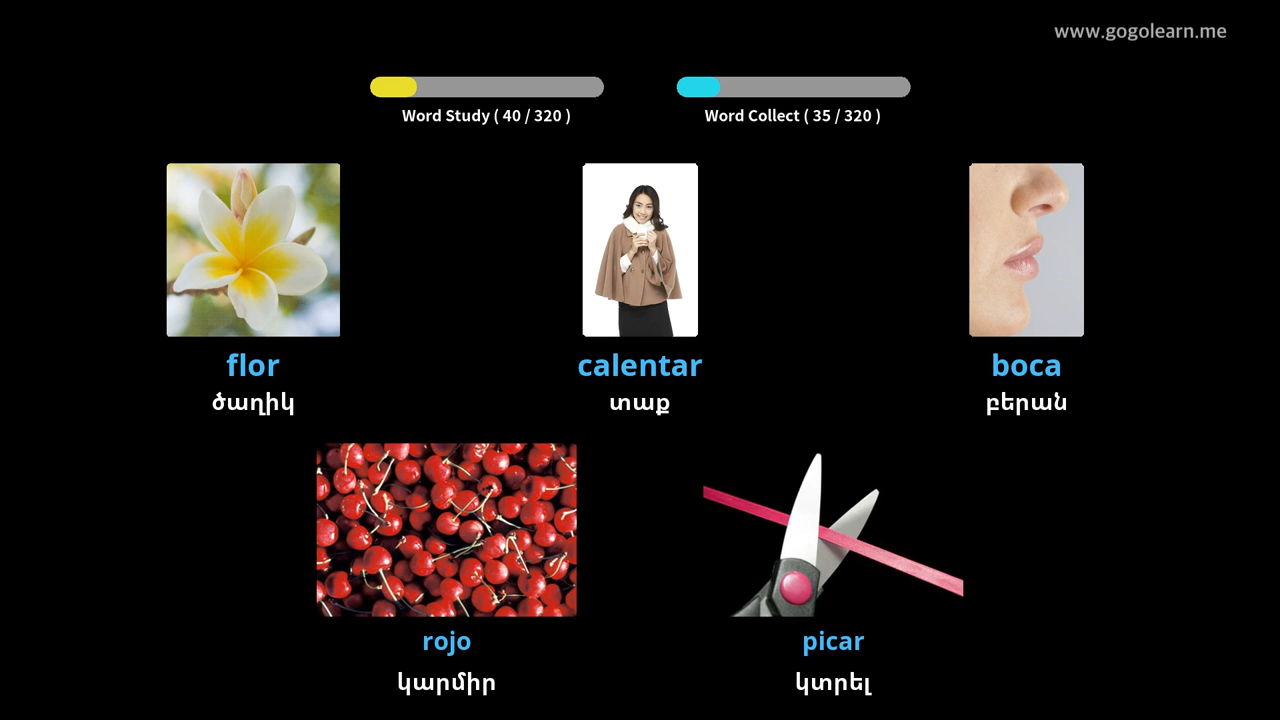 www.gogolearn.me
Word Study ( 40 / 320 )
Word Collect ( 35 / 320 )
flor
ծաղիկ
calentar
տաք
boca
բերան
rojo
կարմիր
picar
կտրել